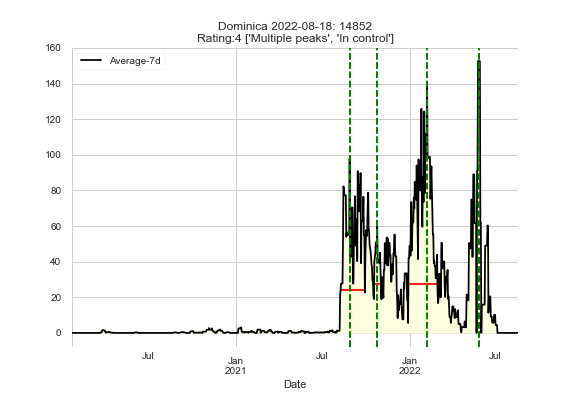 Dominica 2022-08-18: 14852
Rating:4 ['Multiple peaks', 'In control']
Average-7d
160
140
120
100
80
60
40
20
0
Jul
Jan
2021
Jul
Jan
2022
Jul
Date